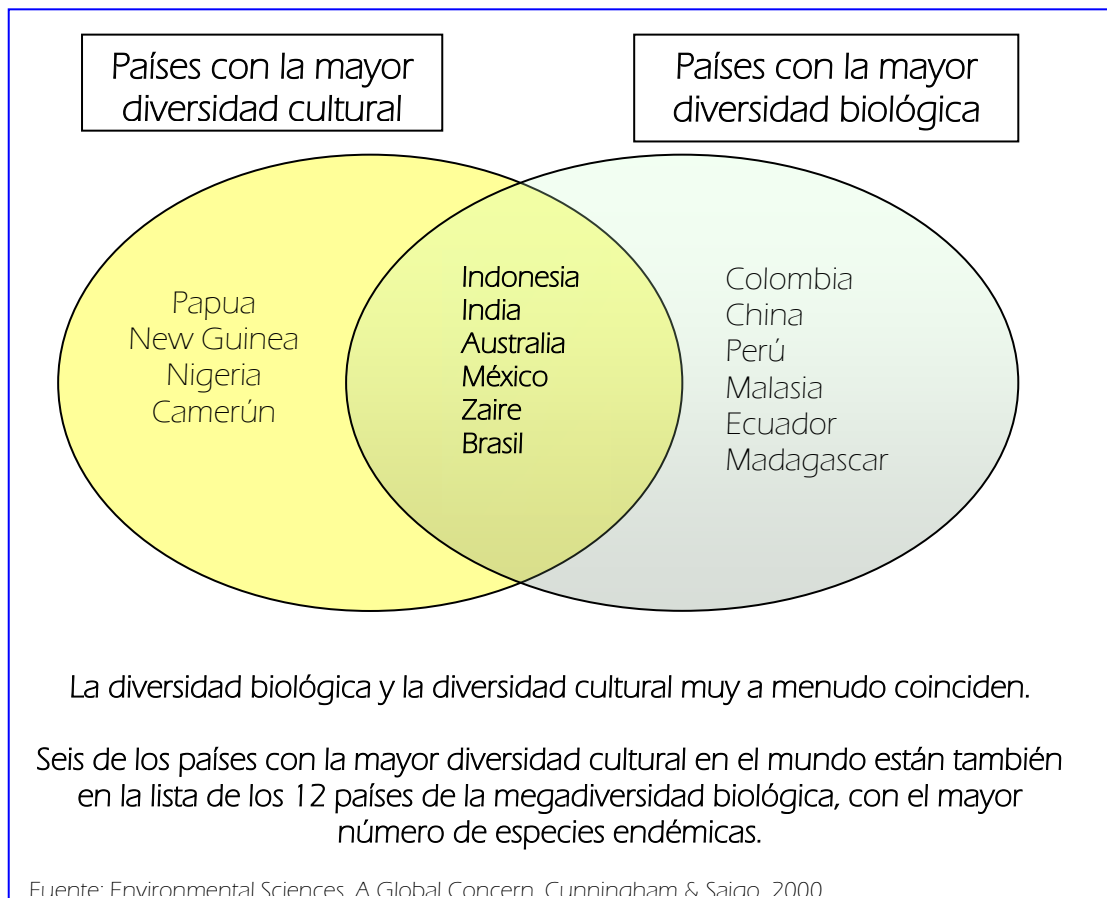 Países con la mayor
diversidad cultural
Países con la mayor
diversidad biológica
Papua
New Guinea
Nigeria
Camerún
Indonesia
India
Australia
México
Zaire
Brasil
Colombia
China
Perú
Malasia
Ecuador
Madagascar
La diversidad biológica y la diversidad cultural muy a menudo coinciden.
Seis de los países con la mayor diversidad cultural en el mundo están también
en la lista de los 12 países de la megadiversidad biológica, con el mayor
número de especies endémicas.
Fuente: Environmental Sciences. A Global Concern. Cunningham & Saigo, 2000